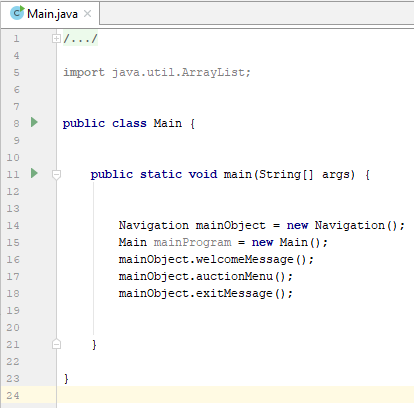 Main.java
1 /.../
4
5 import java.util.ArrayList;
6
7
8 public class Main {
9
10
11 public static void main(String[] args) {
12
13
14 Navigation mainObject = new Navigation();
15 Main mainProgram = new Main();
16 mainObject.welcomeMessage();
17 mainObject.auctionMenu();
18 mainObject.exitMessage();
19
20
21 }
22
23 }
24